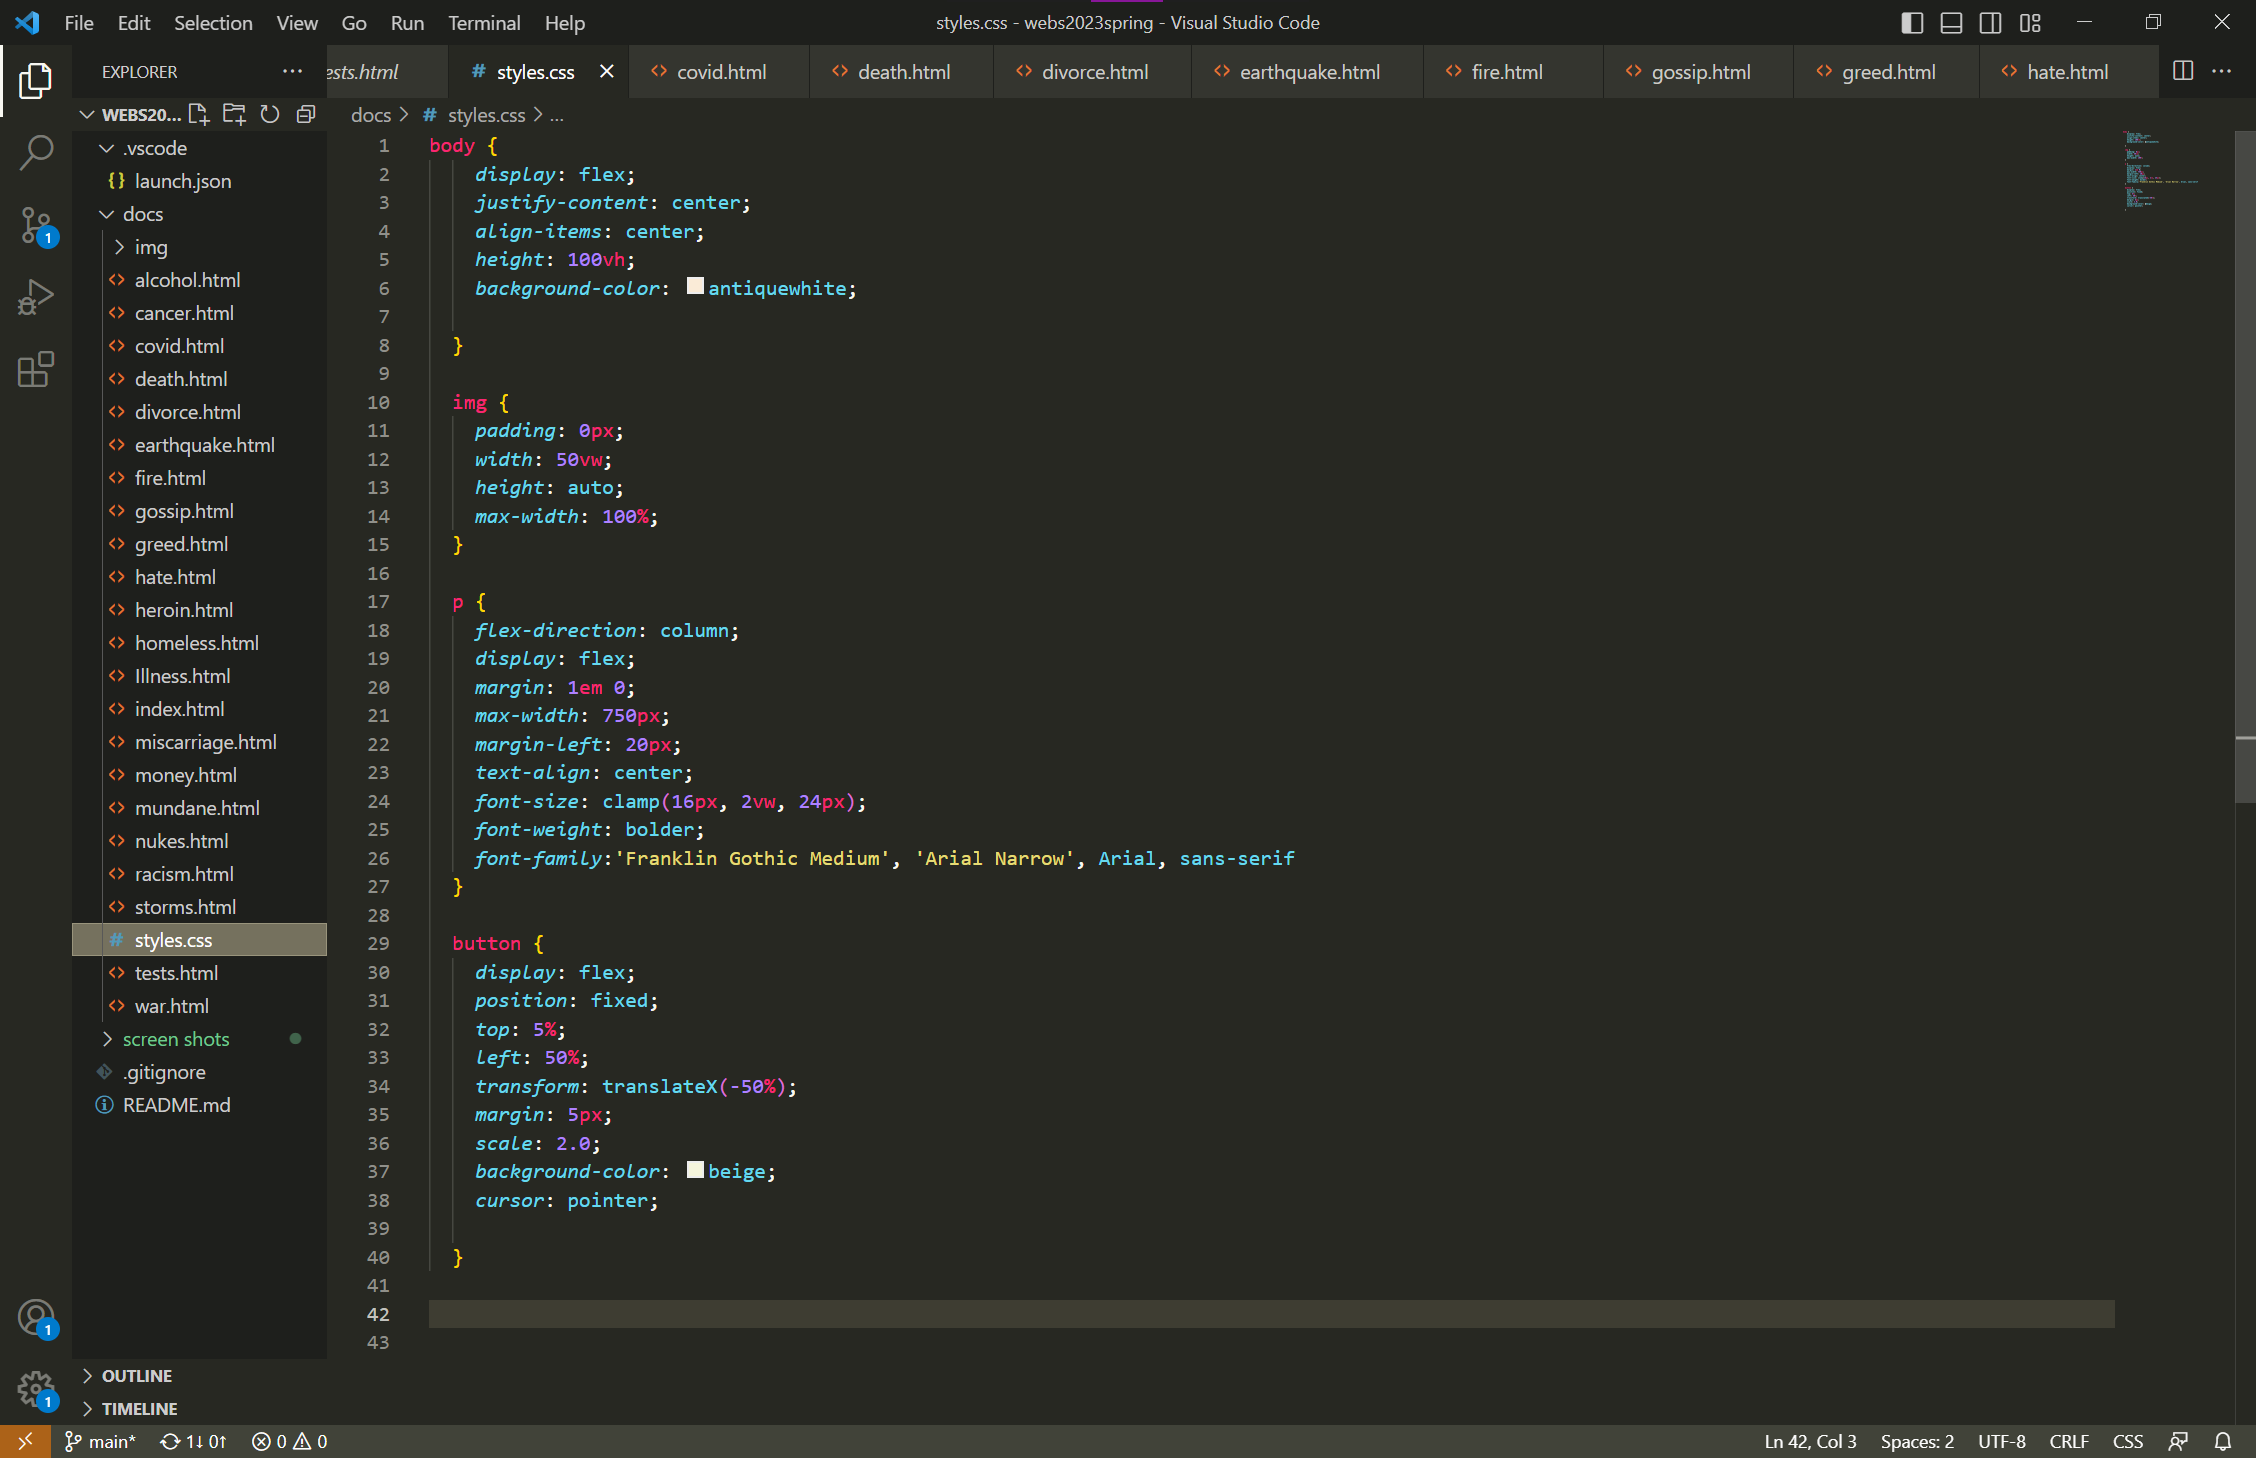 File Edit Selection View Go Run Terminal Help
styles.css - webs2023spring - Visual Studio Code
EXPLORER
ests.html
# styles.css
<> covid.html
<> death.html
<> divorce.html
<> earthquake.html
<> fire.html
<> gossip.html
<> greed.html
<> hate.html
WEBS20...
.vscode
{} launch.json
docs
img
<> alcohol.html
<> cancer.html
<> covid.html
<> death.html
<> divorce.html
<> earthquake.html
<> fire.html
<> gossip.html
<> greed.html
<> hate.html
<> heroin.html
<> homeless.html
<> Illness.html
<> index.html
<> miscarriage.html
<> money.html
<> mundane.html
<> nukes.html
<> racism.html
<> storms.html
# styles.css
<> tests.html
<> war.html
screen shots
.gitignore
README.md
OUTLINE
TIMELINE
1
1
1
docs > # styles.css > ...
1 body {
2 display: flex;
3 justify-content: center;
4 align-items: center;
5 height: 100vh;
6 background-color: antiquewhite;
7
8 }
9
10 img {
11 padding: 0px;
12 width: 50vw;
13 height: auto;
14 max-width: 100%;
15 }
16
17 p {
18 flex-direction: column;
19 display: flex;
20 margin: 1em 0;
21 max-width: 750px;
22 margin-left: 20px;
23 text-align: center;
24 font-size: clamp(16px, 2vw, 24px);
25 font-weight: bolder;
26 font-family:'Franklin Gothic Medium', 'Arial Narrow', Arial, sans-serif
27 }
28
29 button {
30 display: flex;
31 position: fixed;
32 top: 5%;
33 left: 50%;
34 transform: translateX(-50%);
35 margin: 5px;
36 scale: 2.0;
37 background-color: beige;
38 cursor: pointer;
39
40 }
41
42
43
main* 1↓ 0↑ 0 0
Ln 42, Col 3 Spaces: 2 UTF-8 CRLF CSS